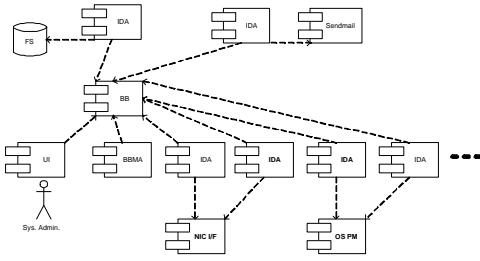 IDA
IDA
Sendmail
FS
BB
UI
BBMA
IDA
IDA
IDA
IDA
Sys. Admin.
NIC I/F
OS PM